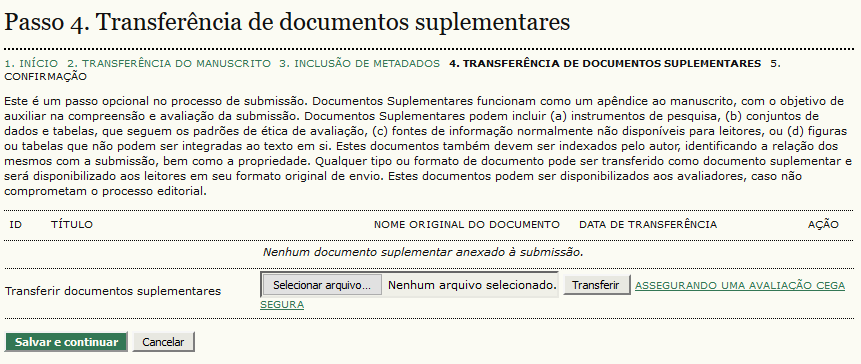 Passo 4. Transferência de documentos suplementares
1. INÍCIO 2. TRANSFERÊNCIA DO MANUSCRITO 3. INCLUSÃO DE METADADOS 4. TRANSFERÊNCIA DE DOCUMENTOS SUPLEMENTARES 5.
CONFIRMAÇÃO
Este é um passo opcional no processo de submissão. Documentos Suplementares funcionam como um apêndice ao manuscrito, com o objetivo de
auxiliar na compreensão e avaliação da submissão. Documentos Suplementares podem incluir (a) instrumentos de pesquisa, (b) conjuntos de
dados e tabelas, que seguem os padrões de ética de avaliação, (c) fontes de informação normalmente não disponíveis para leitores, ou (d) figuras
ou tabelas que não podem ser integradas ao texto em si. Estes documentos também devem ser indexados pelo autor, identificando a relação dos
mesmos com a submissão, bem como a propriedade. Qualquer tipo ou formato de documento pode ser transferido como documento suplementar e
será disponibilizado aos leitores em seu formato original de envio. Estes documentos podem ser disponibilizados aos avaliadores, caso não
comprometam o processo editorial.
ID TÍTULO NOME ORIGINAL DO DOCUMENTO DATA DE TRANSFERÊNCIA AÇÃO
Nenhum documento suplementar anexado à submissão.
Transferir documentos suplementares Selecionar arquivo... Nenhum arquivo selecionado. Transferir ASSEGURANDO UMA AVALIAÇÃO CEGA
SEGURA
Salvar e continuar Cancelar